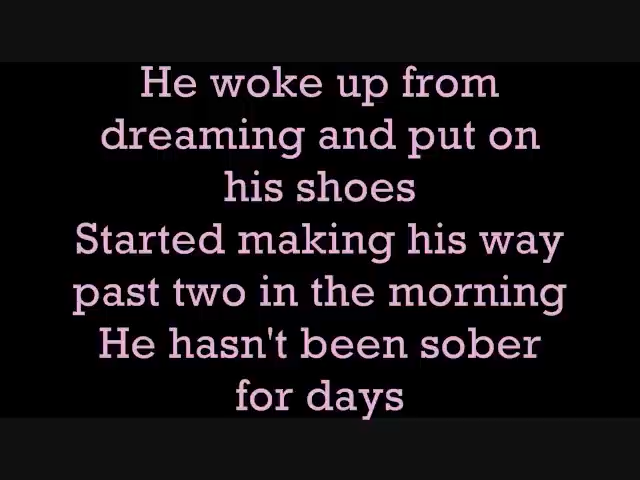 He woke up from
dreaming and put on
his shoes
Started making his way
past two in the morning
He hasn't been sober
for days